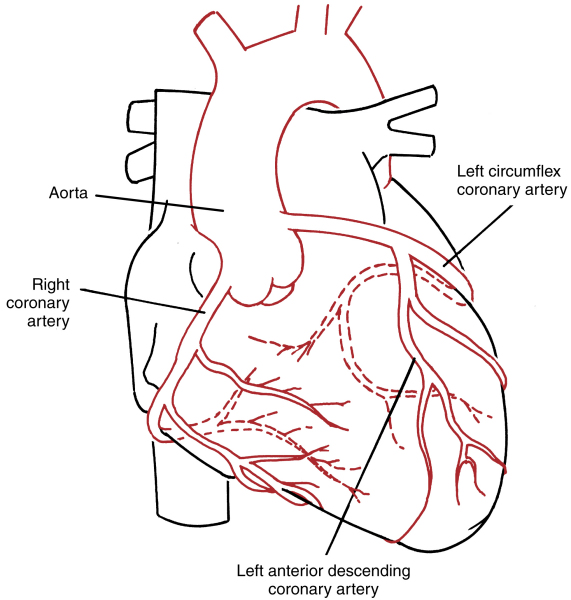 Left circumflex
coronary artery
Aorta
Right
coronary
artery
Left anterior descending
coronary artery